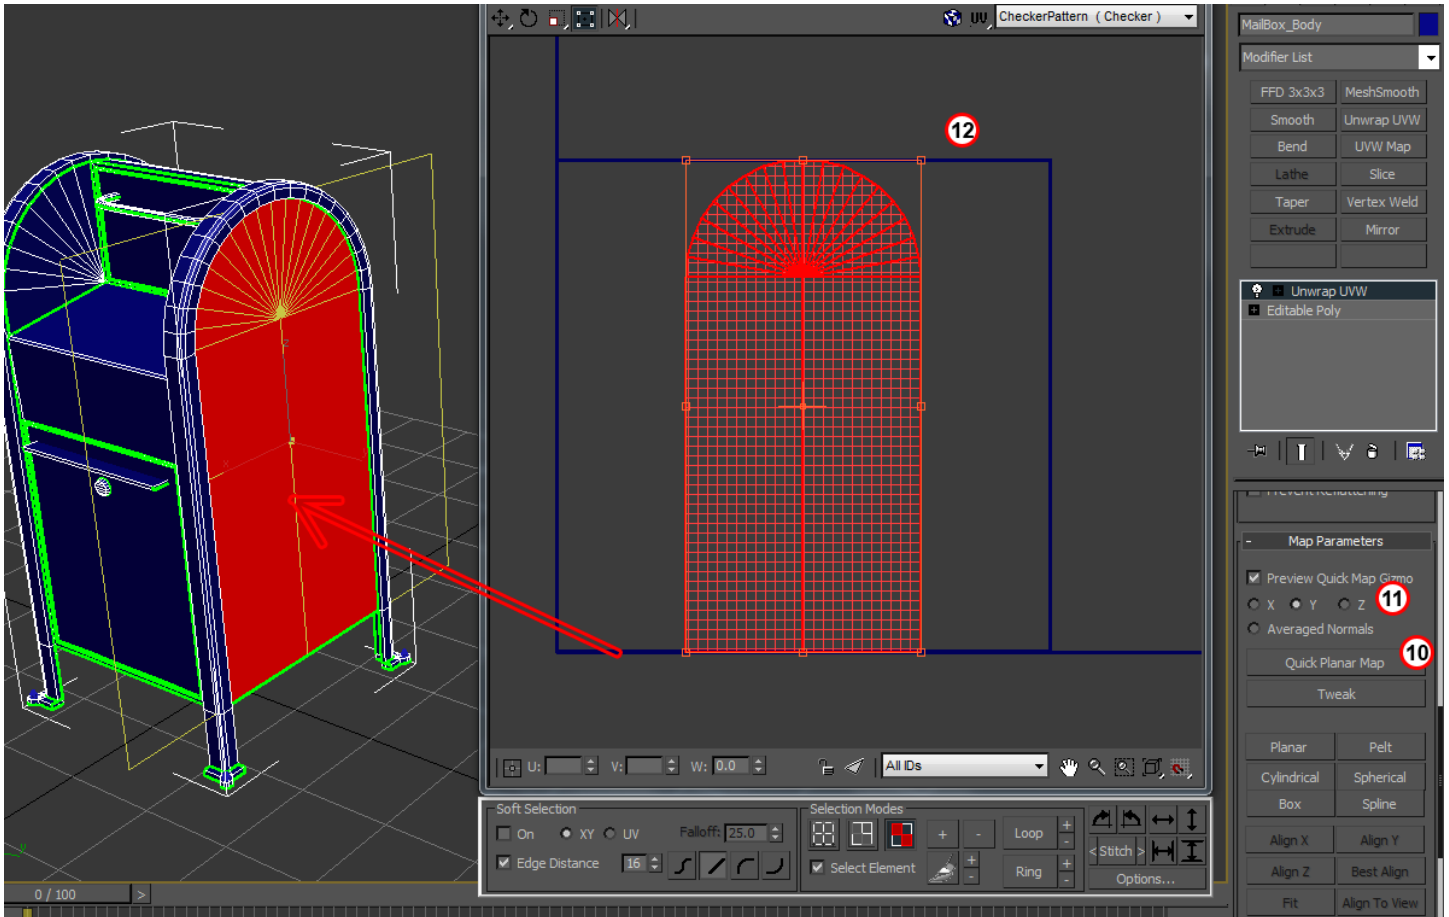 UV CheckerPattern ( Checker )
MailBox_Body
Modifier List
FFD 3x3x3 MeshSmooth
Smooth Unwrap UVW
Bend UVW Map
Lathe Slice
Taper Vertex Weld
Extrude Mirror
12
Unwrap UVW
Editable Poly
z
x
Prevent Reflattening
- Map Parameters
Preview Quick Map Gizmo
X Y Z 11
Averaged Normals
Quick Planar Map 10
Tweak
Planar Pelt
Cylindrical Spherical
Box Spline
Align X Align Y
Align Z Best Align
Fit Align To View
U: V: W: 0.0 All IDs
Soft Selection
On XY UV Falloff: 25.0
Edge Distance 16
Selection Modes
+ - Loop + -
Select Element + - Ring + -
< Stitch >
Options...
y
0 / 100 >